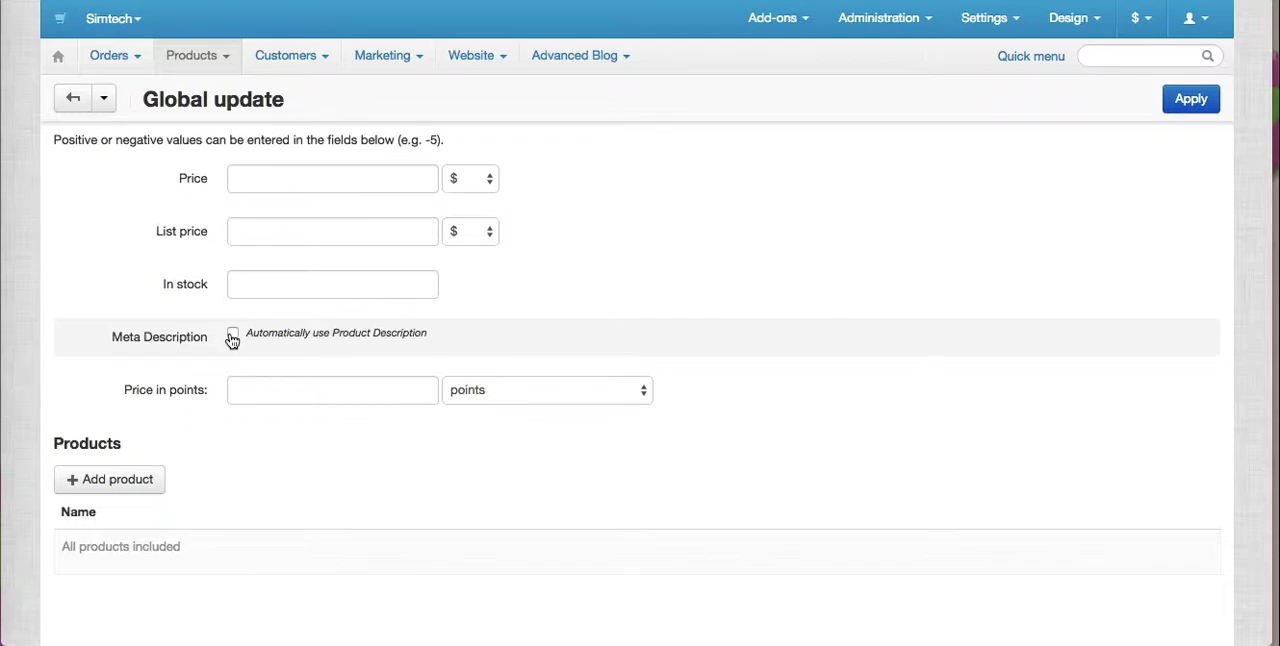 Simtech Add-ons Administration Settings Design $
Orders Products Customers Marketing Website Advanced Blog Quick menu
Global update Apply
Positive or negative values can be entered in the fields below (e.g. -5).
Price $
List price $
In stock
Meta Description Automatically use Product Description
Price in points: points
Products
+ Add product
Name
All products included